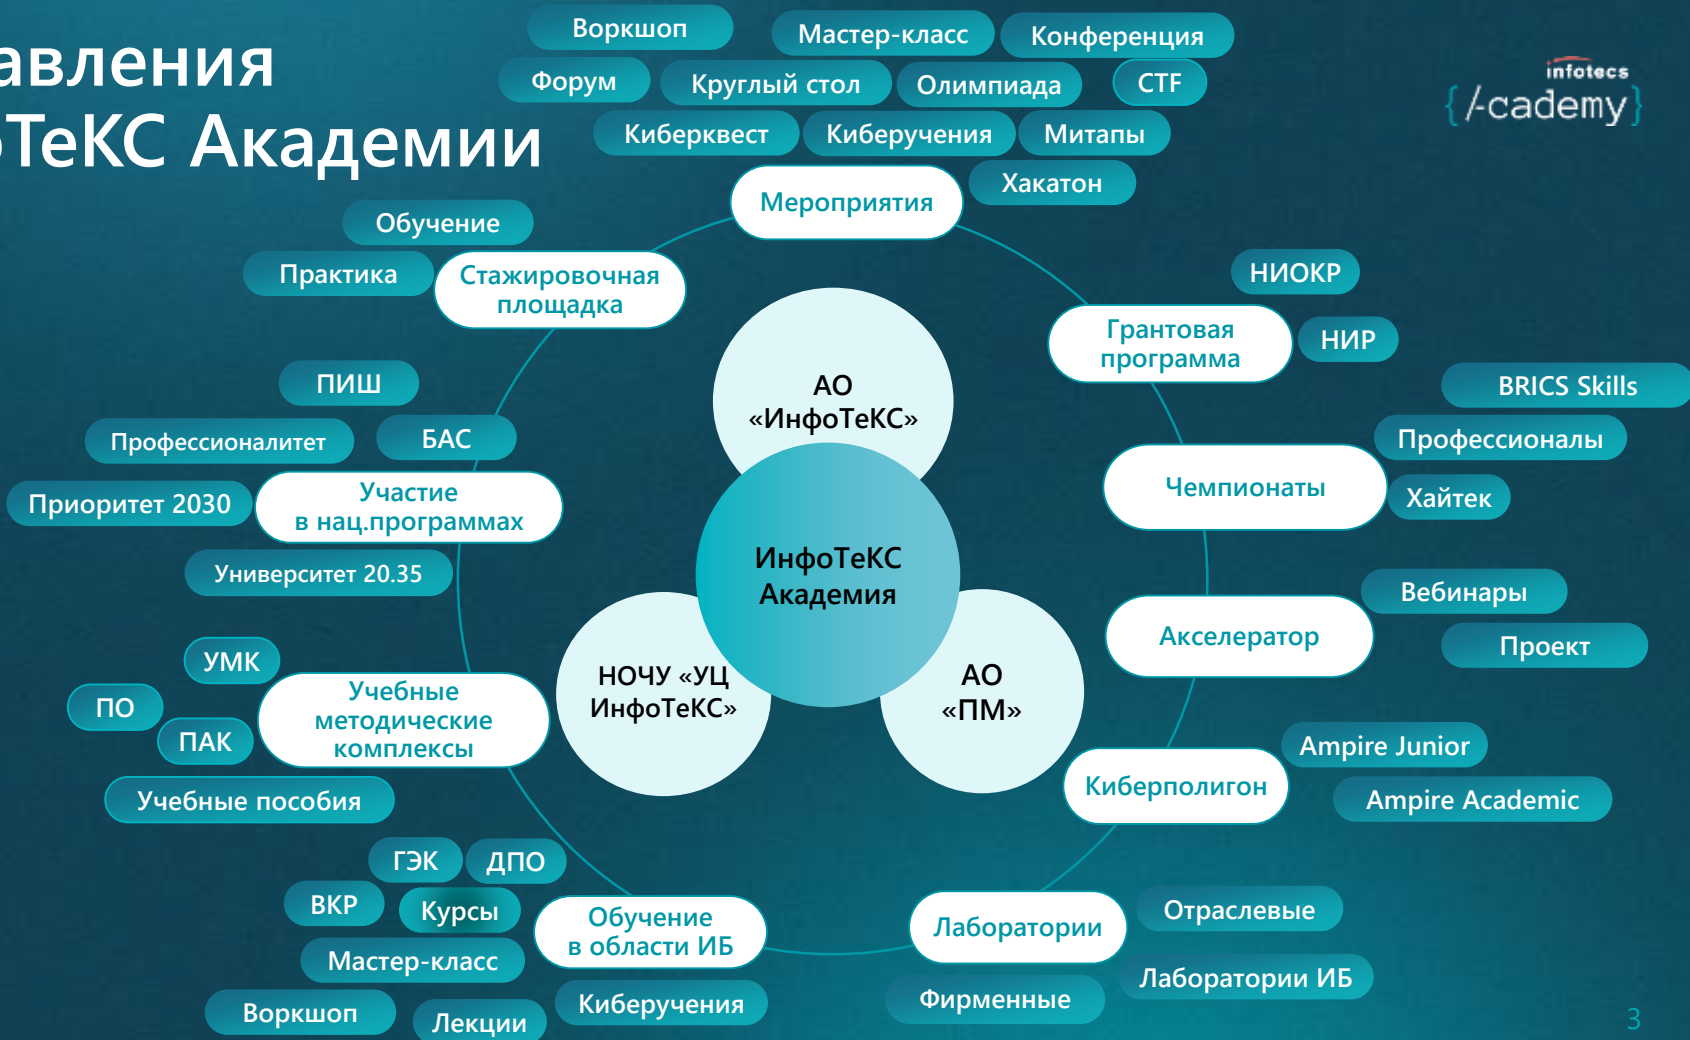 авления
оТеКС Академии
infotecs
{/-cademy}
Воркшоп
Мастер-класс
Конференция
Форум
Круглый стол
Олимпиада
CTF
Киберквест
Киберучения
Митапы
Хакатон
Мероприятия
Обучение
Практика
Стажировочная
площадка
НИОКР
НИР
Грантовая
программа
ПИШ
Профессионалитет
БАС
Приоритет 2030
Участие
в нац.программах
Университет 20.35
BRICS Skills
Профессионалы
Хайтек
Чемпионаты
АО
«ИнфоТеКС»
ИнфоТеКС
Академия
НОЧУ «УЦ
ИнфоТеКС»
АО
«ПМ»
Вебинары
Проект
Акселератор
УМК
ПО
ПАК
Учебные
методические
комплексы
Учебные пособия
Ampire Junior
Ampire Academic
Киберполигон
ГЭК
ДПО
ВКР
Курсы
Обучение
в области ИБ
Мастер-класс
Воркшоп
Лекции
Киберучения
Лаборатории
Отраслевые
Лаборатории ИБ
Фирменные
3